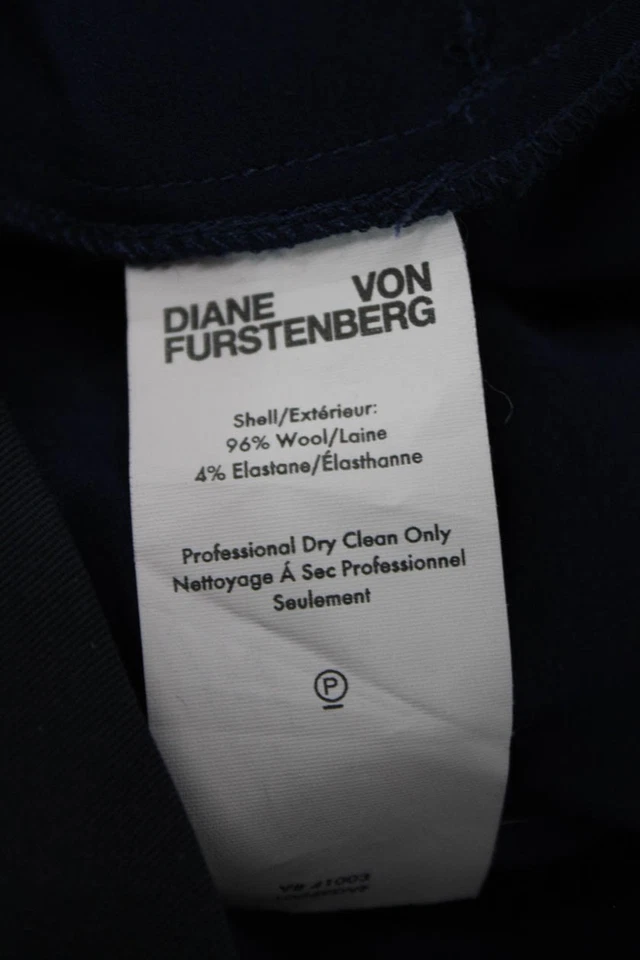 DIANE VON
FURSTENBERG
Shell/Extérieur:
96% Wool/Laine
4% Elastane/Élasthanne
Professional Dry Clean Only
Nettoyage Á Sec Professionnel
Seulement
P